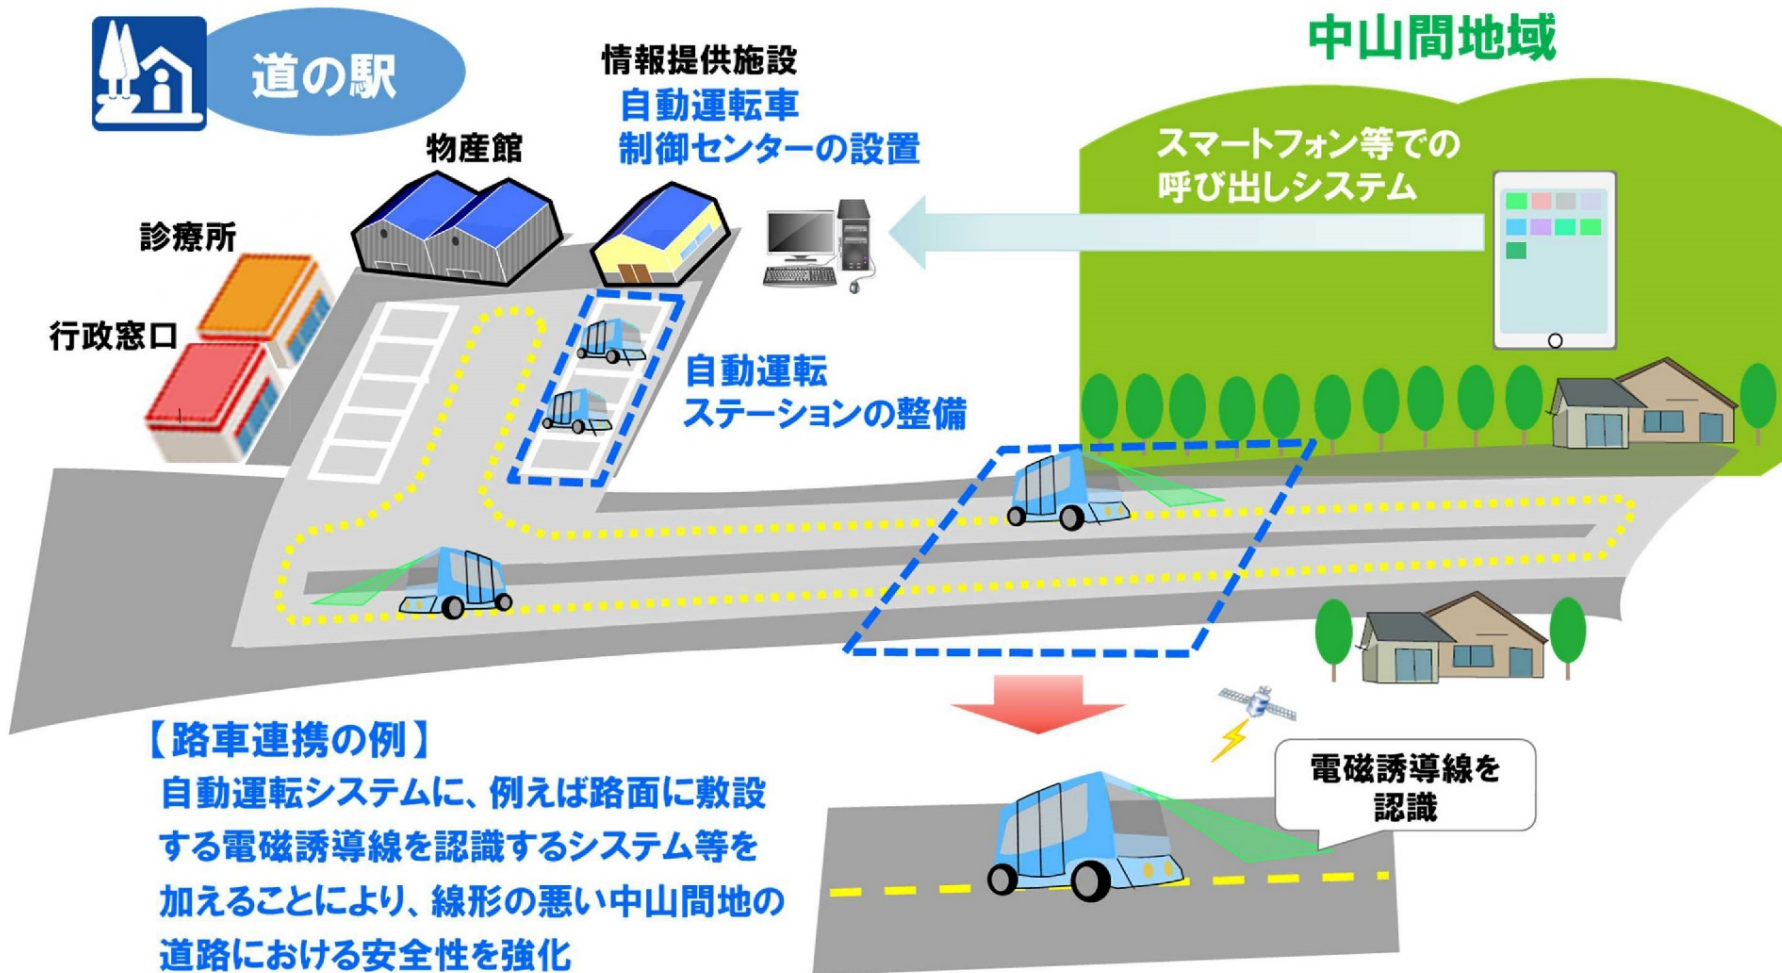 道の駅
情報提供施設
自動運転車
制御センターの設置
物産館
診療所
行政窓口
自動運転
ステーションの整備
中山間地域
スマートフォン等での
呼び出しシステム
【路車連携の例】
自動運転システムに、例えば路面に敷設
する電磁誘導線を認識するシステム等を
加えることにより、線形の悪い中山間地の
道路における安全性を強化
電磁誘導線を
認識